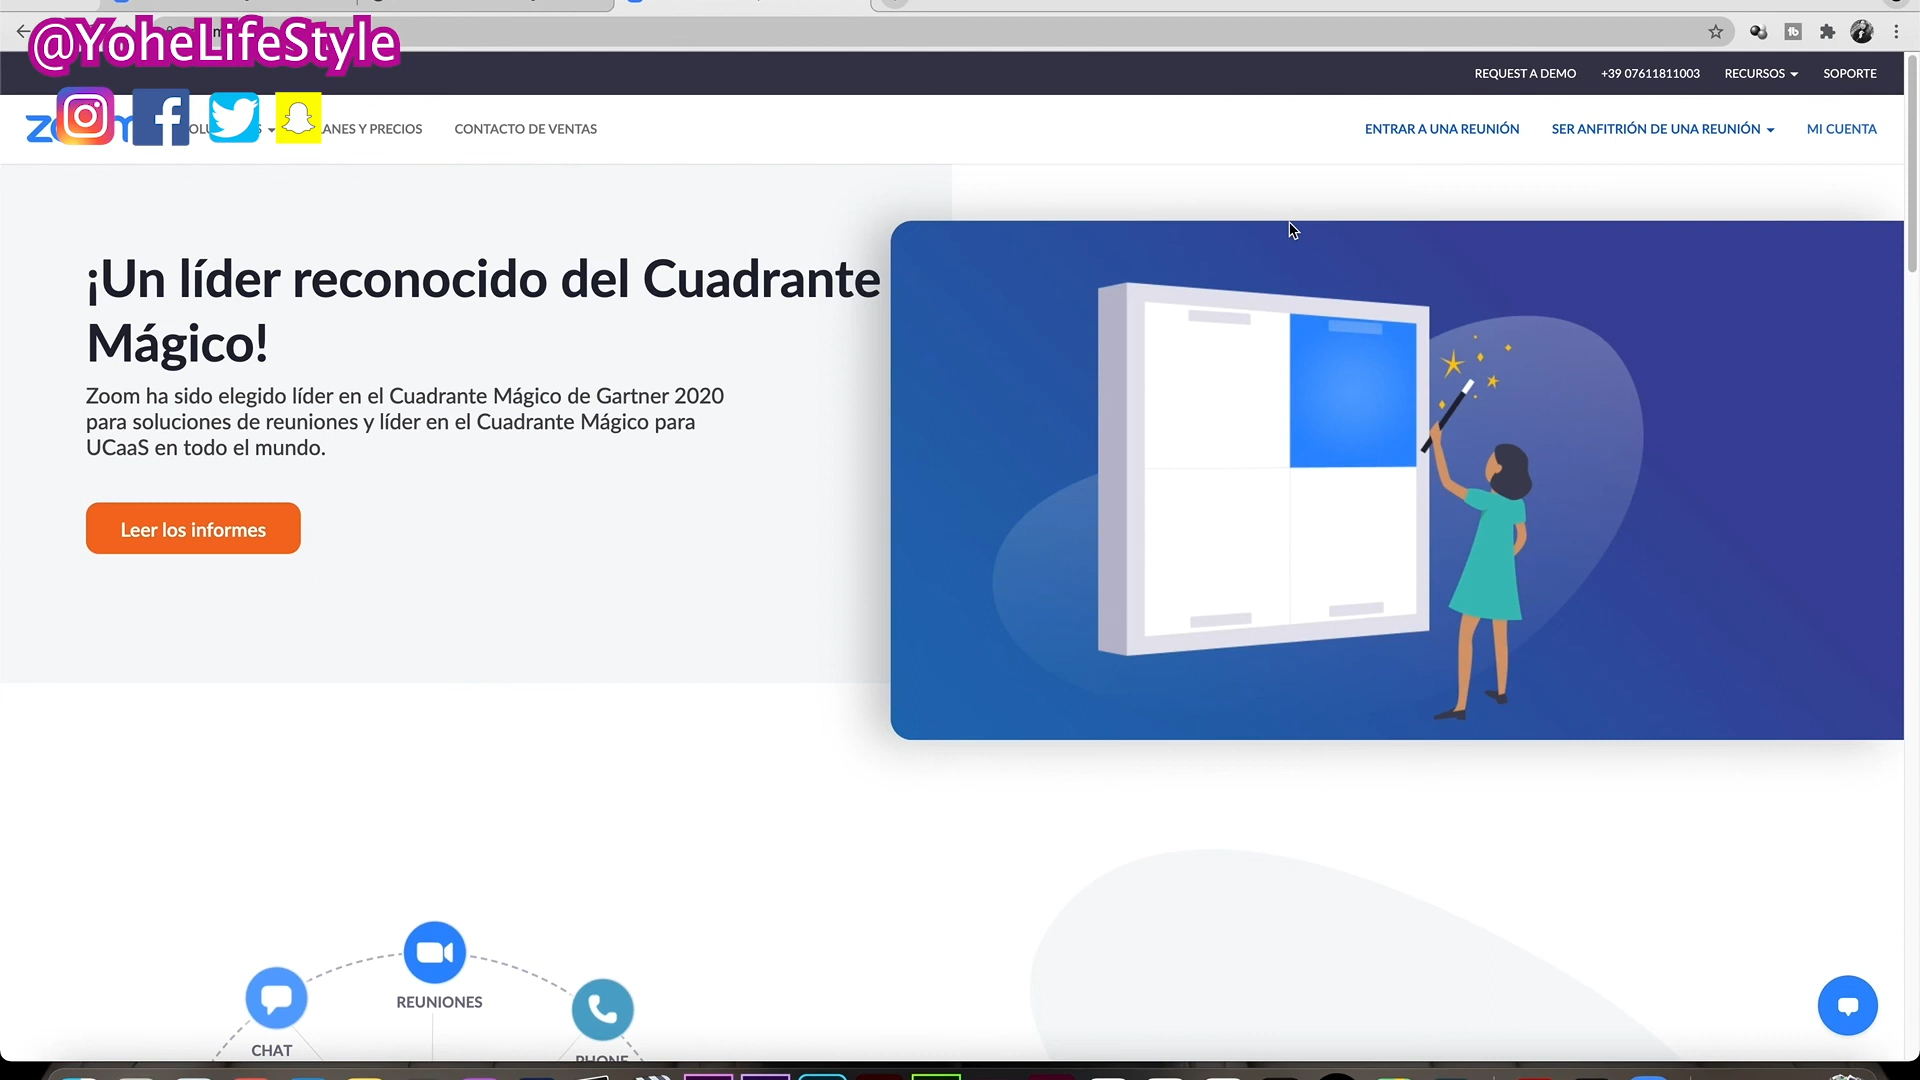 @YoheLifeStyle
REQUEST A DEMO
+39 07611811003
RECURSOS
SOPORTE
CONTACTO DE VENTAS
ENTRAR A UNA REUNIÓN
SER ANFITRIÓN DE UNA REUNIÓN
MI CUENTA
Y PRECIOS
¡Un líder reconocido del Cuadrante
Mágico!
Zoom ha sido elegido líder en el Cuadrante Mágico de Gartner 2020
para soluciones de reuniones y líder en el Cuadrante Mágico para
UCaaS en todo el mundo.
Leer los informes
REUNIONES
CHAT
PHONE